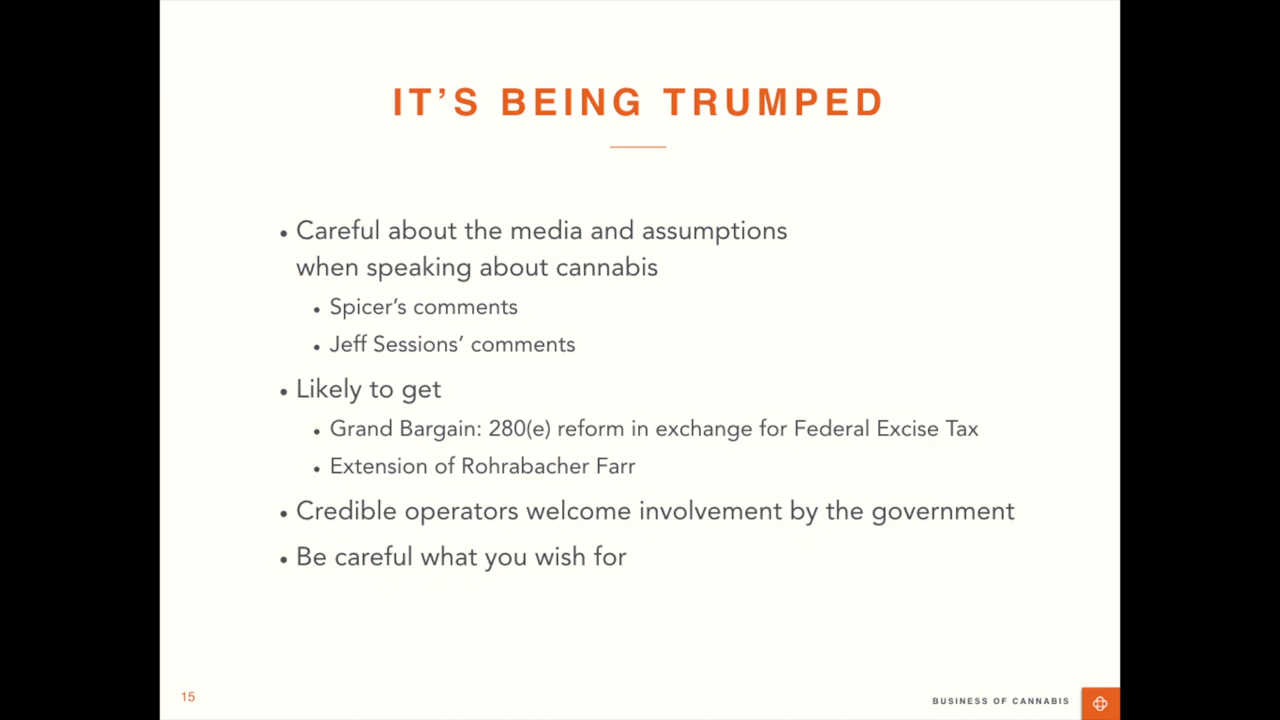 IT’S BEING TRUMPED
• Careful about the media and assumptions
when speaking about cannabis
• Spicer’s comments
• Jeff Sessions’ comments
• Likely to get
• Grand Bargain: 280(e) reform in exchange for Federal Excise Tax
• Extension of Rohrabacher Farr
• Credible operators welcome involvement by the government
• Be careful what you wish for
15
BUSINESS OF CANNABIS